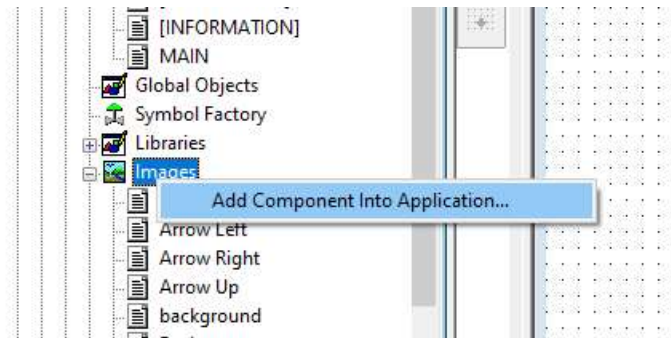 [INFORMATION]
MAIN
Global Objects
Symbol Factory
Libraries
Images
Add Component Into Application...
Arrow Left
Arrow Right
Arrow Up
background